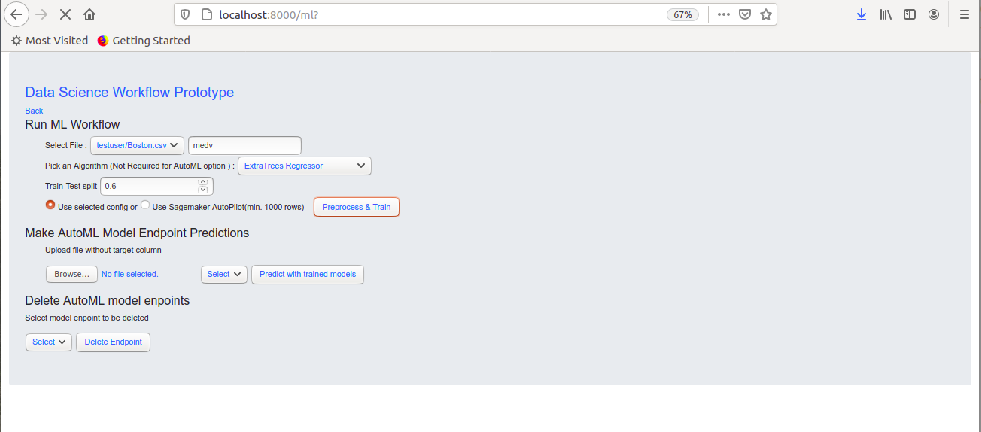 localhost:8000/ml?
67%
Most Visited Getting Started
Data Science Workflow Prototype
Back
Run ML Workflow
Select File : testuser/Boston.csv medv
Pick an Algorithm (Not Required for AutoML option ) : ExtraTrees Regressor
Train Test split 0.6
Use selected config or Use Sagemaker AutoPilot(min. 1000 rows) Preprocess & Train
Make AutoML Model Endpoint Predictions
Upload file without target column
Browse... No file selected. Select Predict with trained models
Delete AutoML model enpoints
Select model enpoint to be deleted
Select Delete Endpoint